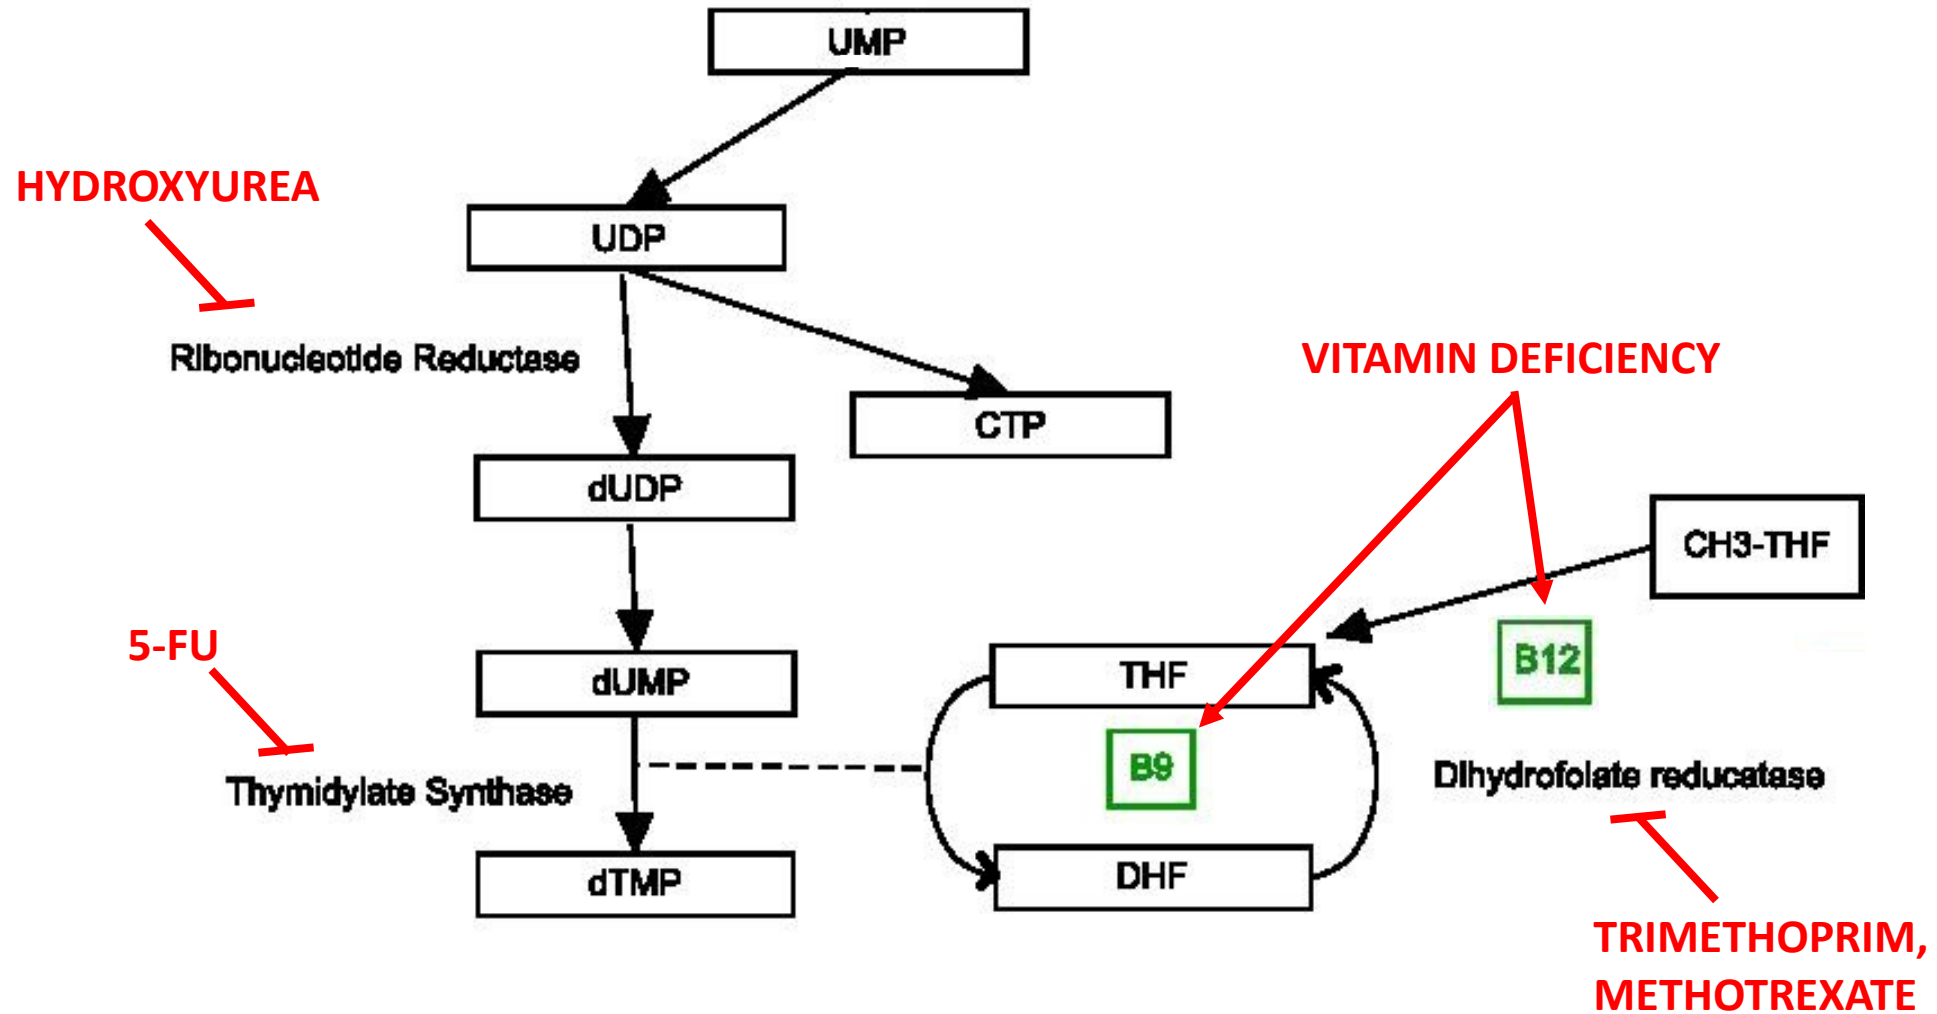 UMP
HYDROXYUREA
UDP
Ribonucleotide Reductase
VITAMIN DEFICIENCY
CTP
dUDP
CH3-THF
5-FU
dUMP
THF
B12
B9
Thymidylate Synthase
Dihydrofolate reducatase
dTMP
DHF
TRIMETHOPRIM,
METHOTREXATE